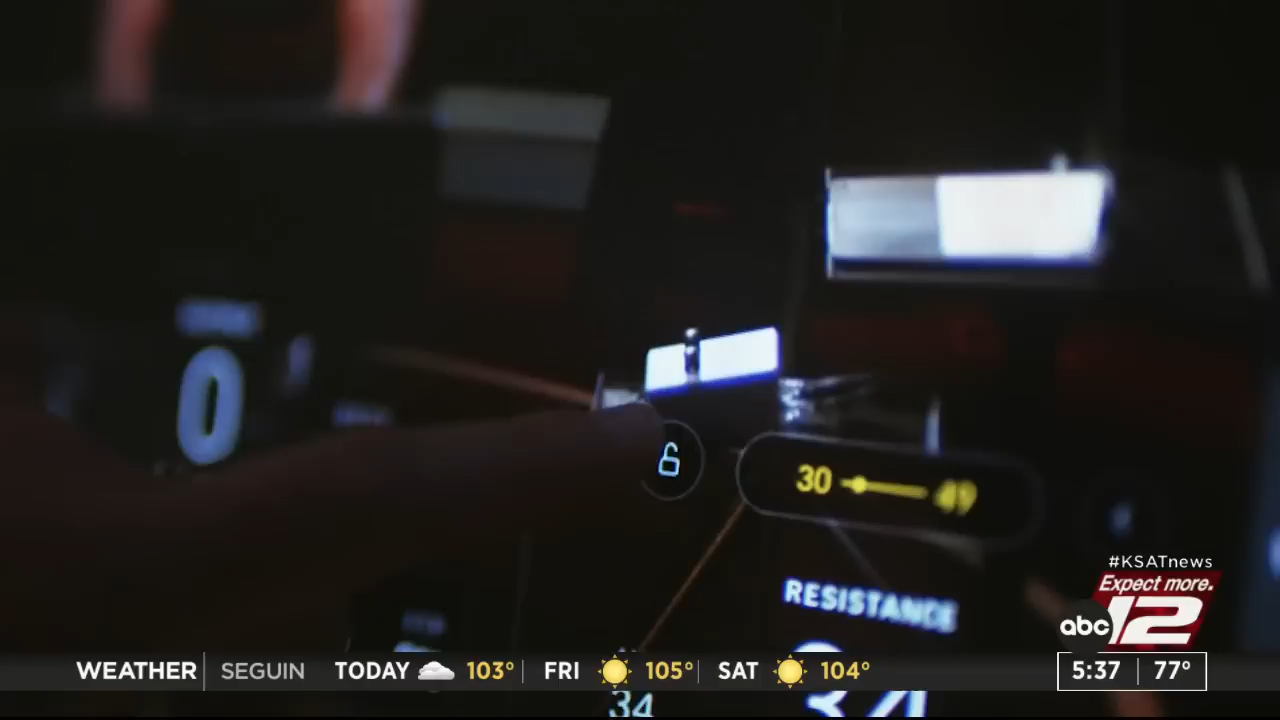 0
30 49
RESISTANCE
34
34
#KSATnews
Expect more.
abc 12
WEATHER SEGUIN TODAY 103° FRI 105° SAT 104°
5:37 77°